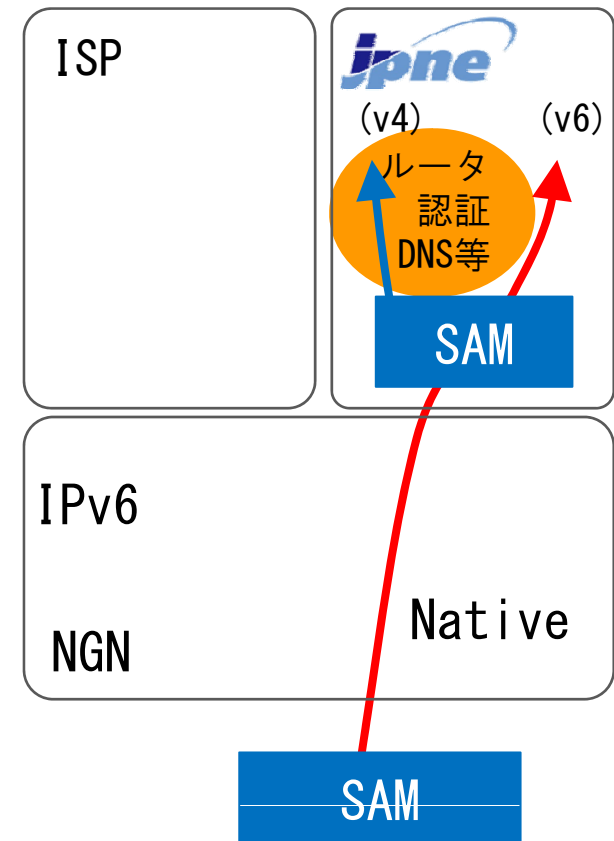 ISP
jpne
(v4)
(v6)
ルータ
認証
DNS等
SAM
IPv6
Native
NGN
SAM